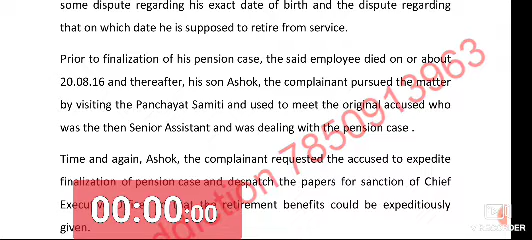 some dispute regarding his exact date of birth and the dispute regarding
that on which date he is supposed to retire from service.
Prior to finalization of his pension case, the said employee died on or about
20.08.16 and thereafter, his son Ashok, the complainant pursued the matter
by visiting the Panchayat Samiti and used to meet the original accused who
was the then Senior Assistant and was dealing with the pension case .
Time and again, Ashok, the complainant requested the accused to expedite
finalization of pension case and despatch the papers for sanction of Chief
the retirement benefits could be expeditiously
given.
00:00:00
7850913963
RECORDER